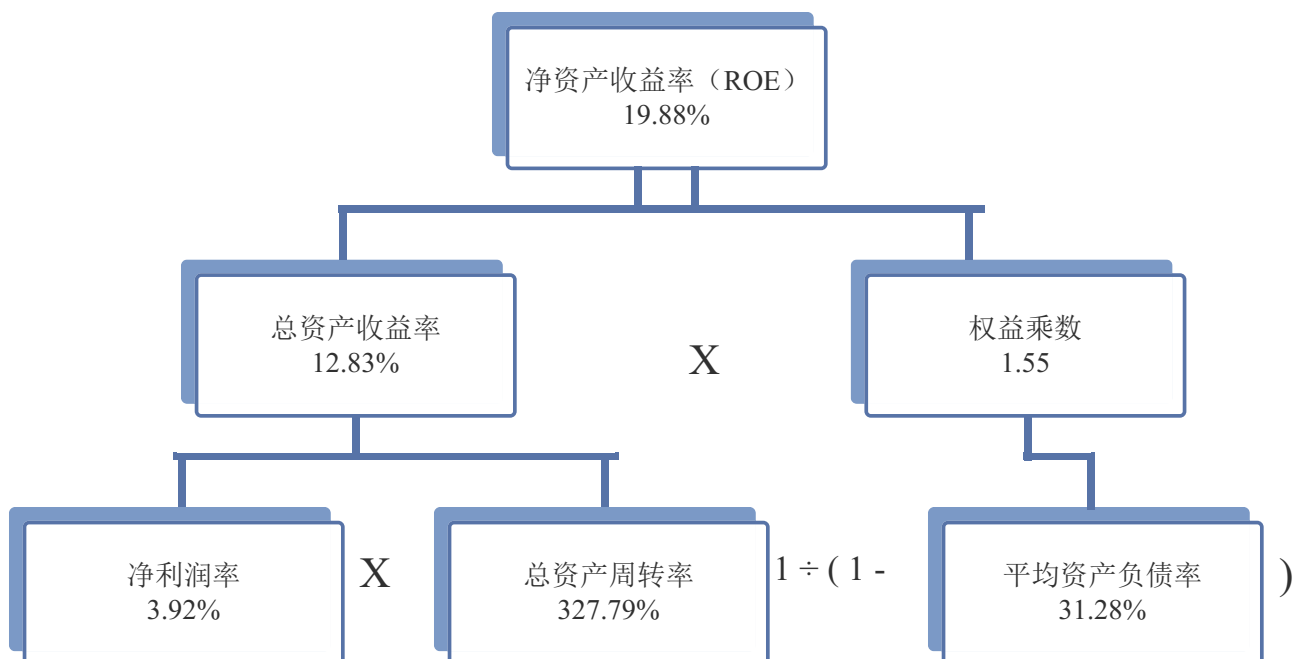 净资产收益率（ROE）
19.88%
总资产收益率
12.83%
X
权益乘数
1.55
净利润率
3.92%
X
总资产周转率
327.79%
1 ÷ ( 1 -
平均资产负债率
31.28%
)